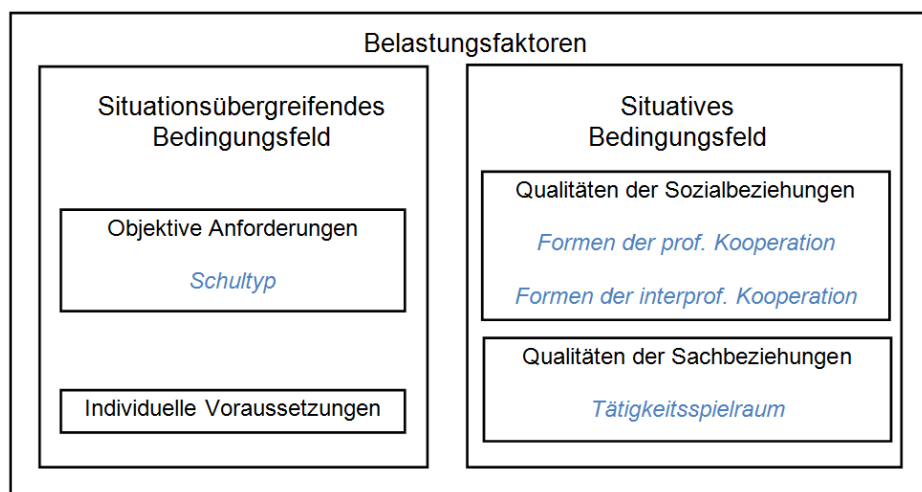 Belastungsfaktoren
Situationsübergreifendes
Bedingungsfeld
Objektive Anforderungen
Schultyp
Individuelle Voraussetzungen
Situatives
Bedingungsfeld
Qualitäten der Sozialbeziehungen
Formen der prof. Kooperation
Formen der interprof. Kooperation
Qualitäten der Sachbeziehungen
Tätigkeitsspielraum